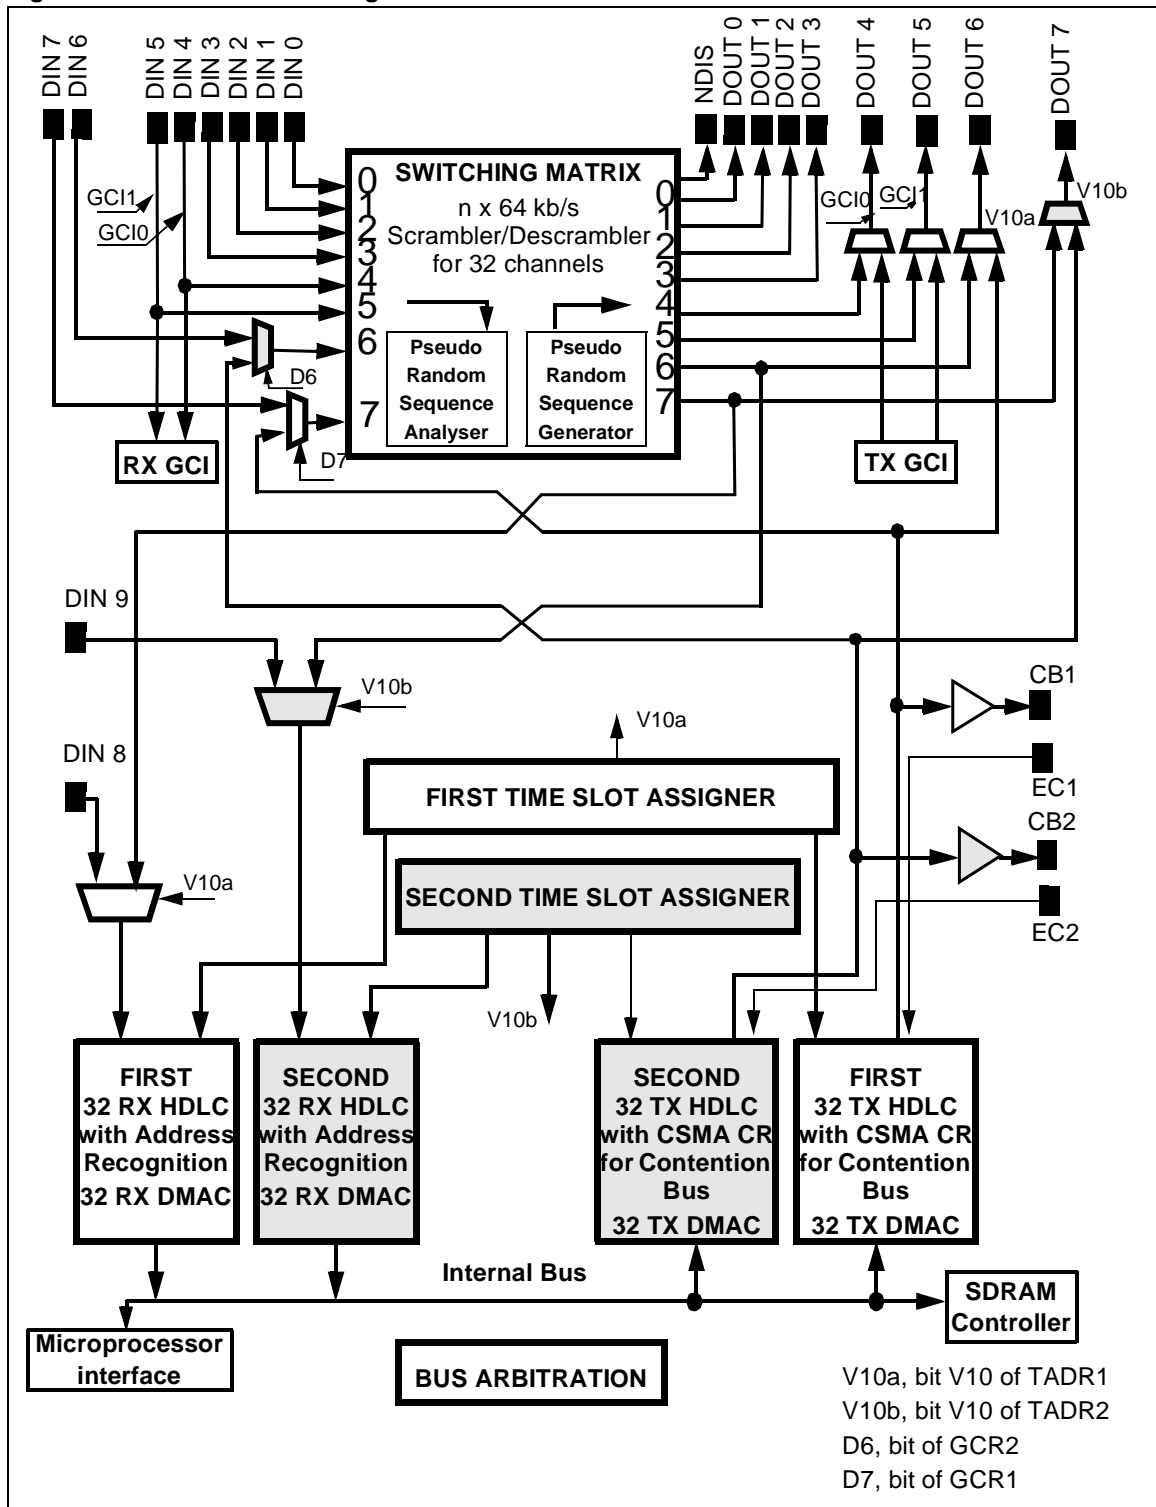 DIN 7
DIN 6
DIN 5
DIN 4
DIN 3
DIN 2
DIN 1
DIN 0
NDIS
DOUT 0
DOUT 1
DOUT 2
DOUT 3
DOUT 4
DOUT 5
DOUT 6
DOUT 7
GCI1
GCI0
SWITCHING MATRIX
n x 64 kb/s
Scrambler/Descrambler
for 32 channels
0
1
2
3
4
5
6
7
0
1
2
3
4
5
6
7
GCI0
GCI1
V10a
V10b
Pseudo
Random
Sequence
Analyser
Pseudo
Random
Sequence
Generator
D6
D7
RX GCI
TX GCI
DIN 9
V10b
DIN 8
V10a
V10a
CB1
EC1
CB2
EC2
FIRST TIME SLOT ASSIGNER
SECOND TIME SLOT ASSIGNER
V10b
FIRST
32 RX HDLC
with Address
Recognition
32 RX DMAC
SECOND
32 RX HDLC
with Address
Recognition
32 RX DMAC
SECOND
32 TX HDLC
with CSMA CR
for Contention
Bus
32 TX DMAC
FIRST
32 TX HDLC
with CSMA CR
for Contention
Bus
32 TX DMAC
Internal Bus
SDRAM
Controller
Microprocessor
interface
BUS ARBITRATION
V10a, bit V10 of TADR1
V10b, bit V10 of TADR2
D6, bit of GCR2
D7, bit of GCR1